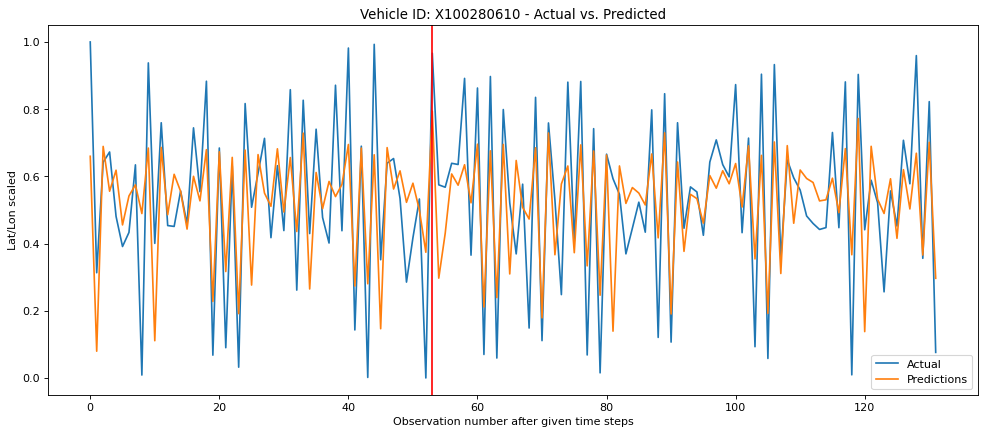 Vehicle ID: X100280610 - Actual vs. Predicted
Lat/Lon scaled
1.0
0.8
0.6
0.4
0.2
0.0
0 20 40 60 80 100 120
Observation number after given time steps
Actual
Predictions